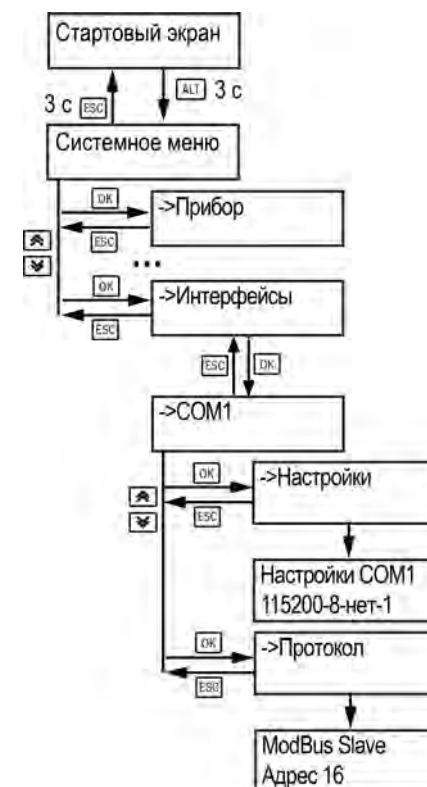 Стартовый экран
3 с ESC
ALT 3 с
Системное меню
OK
->Прибор
ESC
...
OK
->Интерфейсы
ESC
ESC OK
->COM1
OK
->Настройки
ESC
Настройки COM1
115200-8-нет-1
OK
->Протокол
ESC
ModBus Slave
Адрес 16